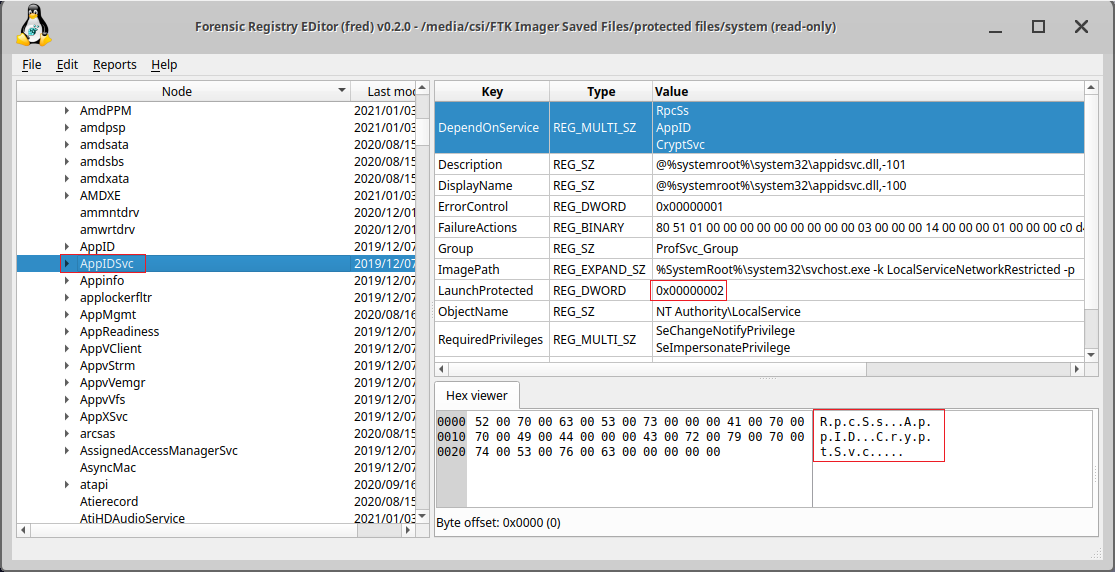 Forensic Registry EDitor (fred) v0.2.0 - /media/csi/FTK Imager Saved Files/protected files/system (read-only)
File Edit Reports Help
Node Last mod
AmdPPM 2021/01/03
amdpsp 2021/01/03
amdsata 2020/08/15
amdsbs 2020/08/15
amdxata 2020/08/15
AMDXE 2021/01/03
ammntdrv 2020/12/01
amwrtdrv 2020/12/01
AppID 2019/12/07
AppIDSvc 2019/12/07
Appinfo 2019/12/07
applockerfltr 2019/12/07
AppMgmt 2020/08/16
AppReadiness 2019/12/07
AppVClient 2019/12/07
AppvStrm 2019/12/07
AppvVemgr 2019/12/07
AppvVfs 2019/12/07
AppXSvc 2019/12/07
arcsas 2020/08/15
AssignedAccessManagerSvc 2019/12/07
AsyncMac 2019/12/07
atapi 2020/09/16
Atierecord 2020/08/15
AtiHDAudioService 2021/01/03
Key Type Value
DependOnService REG_MULTI_SZ RpcSs
AppID
CryptSvc
Description REG_SZ @%systemroot%\system32\appidsvc.dll,-101
DisplayName REG_SZ @%systemroot%\system32\appidsvc.dll,-100
ErrorControl REG_DWORD 0x00000001
FailureActions REG_BINARY 80 51 01 00 00 00 00 00 00 00 00 00 03 00 00 00 14 00 00 00 01 00 00 00 c0 d4
Group REG_SZ ProfSvc_Group
ImagePath REG_EXPAND_SZ %SystemRoot%\system32\svchost.exe -k LocalServiceNetworkRestricted -p
LaunchProtected REG_DWORD 0x00000002
ObjectName REG_SZ NT Authority\LocalService
RequiredPrivileges REG_MULTI_SZ SeChangeNotifyPrivilege
SeImpersonatePrivilege
Hex viewer
0000 52 00 70 00 63 00 53 00 73 00 00 00 41 00 70 00 R.p.c.S.s...A.p.
0010 70 00 49 00 44 00 00 00 43 00 72 00 79 00 70 00 p.I.D...C.r.y.p.
0020 74 00 53 00 76 00 63 00 00 00 00 00 t.S.v.c.....
Byte offset: 0x0000 (0)